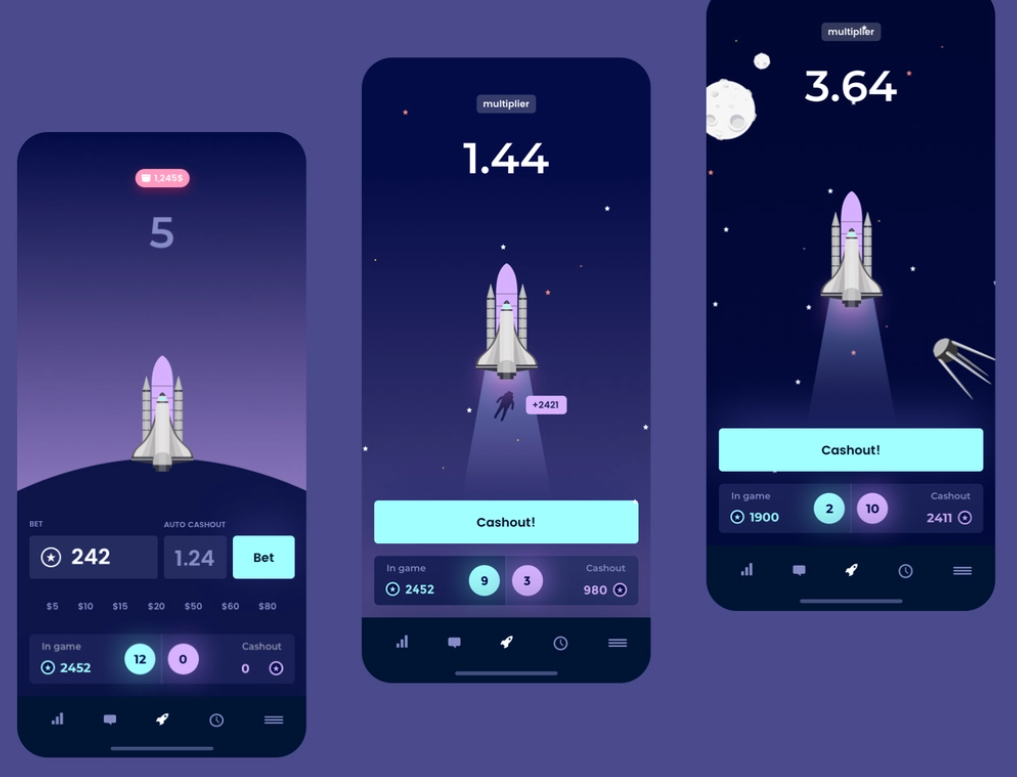 1,245$
5
BET
AUTO CASHOUT
242
1.24
Bet
$5 $10 $15 $20 $50 $60 $80
In game
Cashout
2452
12
0
0
multiplier
1.44
+2421
Cashout!
In game
Cashout
2452
9
3
980
multiplier
3.64
Cashout!
In game
Cashout
1900
2
10
2411